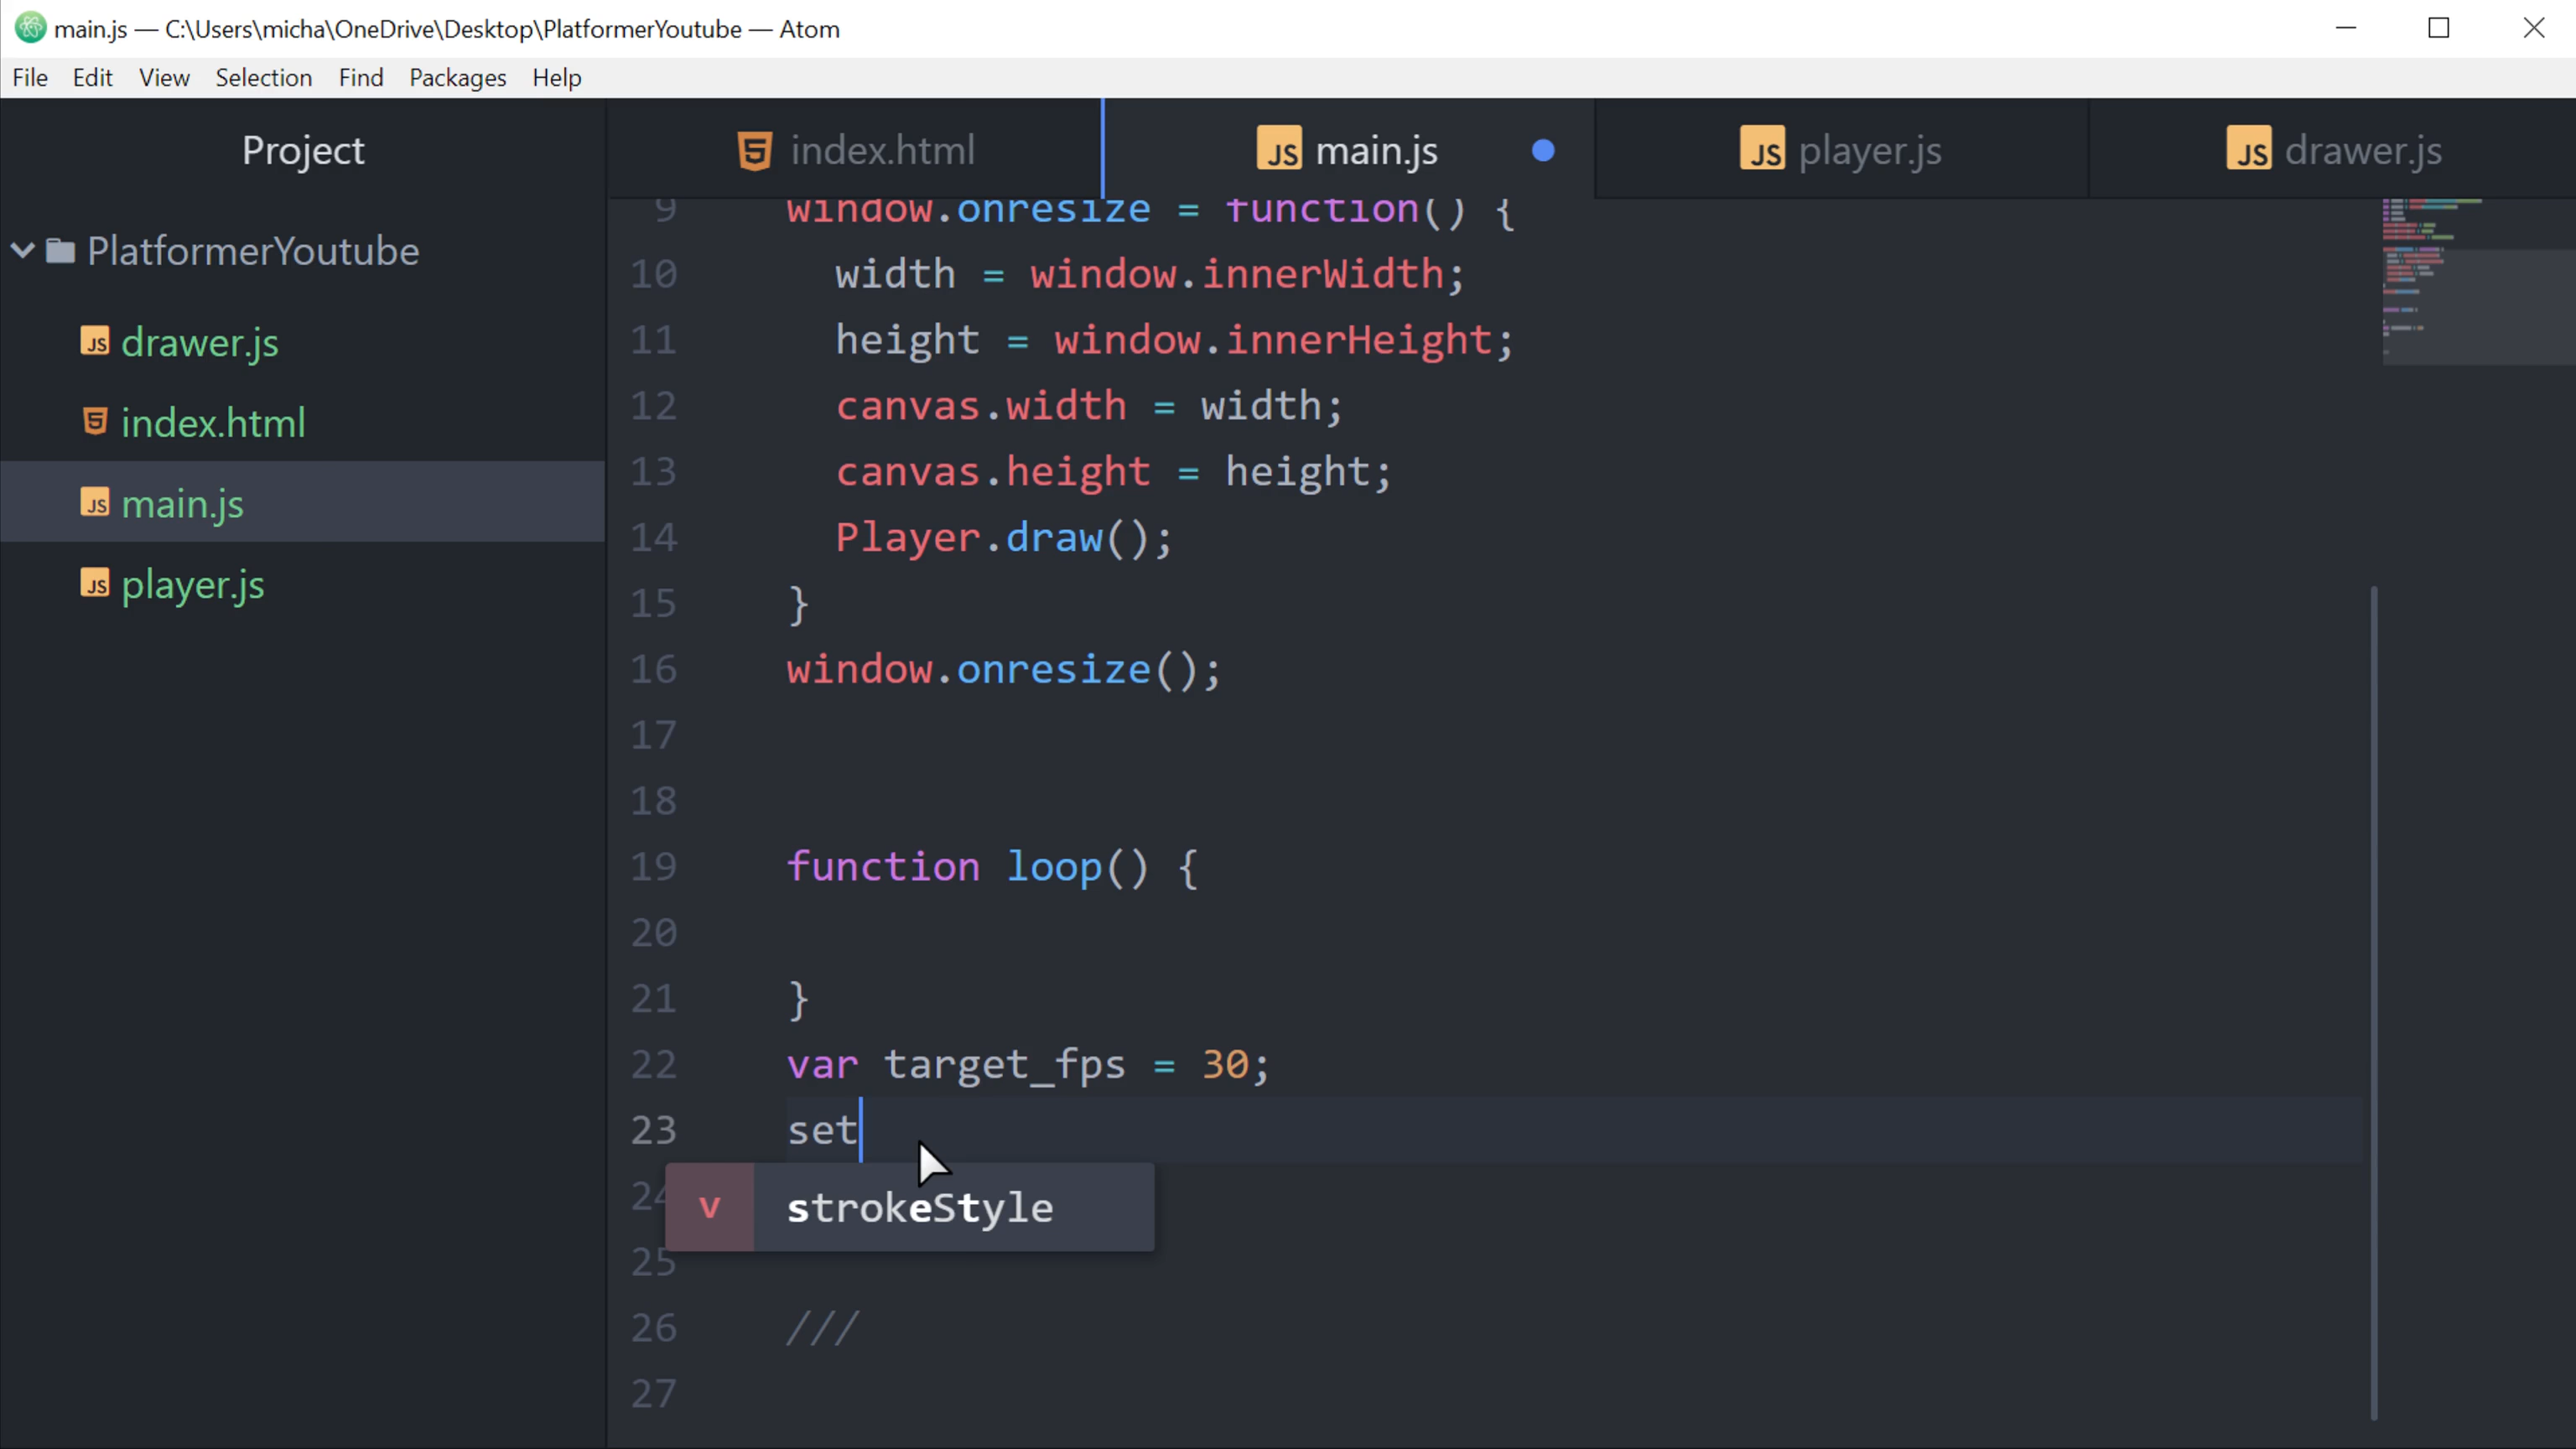 main.js — C:\Users\micha\OneDrive\Desktop\PlatformerYoutube — Atom
File Edit View Selection Find Packages Help
Project
PlatformerYoutube
drawer.js
index.html
main.js
player.js
index.html
main.js
player.js
drawer.js
9 window.onresize = function() {
10 width = window.innerWidth;
11 height = window.innerHeight;
12 canvas.width = width;
13 canvas.height = height;
14 Player.draw();
15 }
16 window.onresize();
17
18
19 function loop() {
20
21 }
22 var target_fps = 30;
23 set
24
v strokeStyle
25
26 ///
27